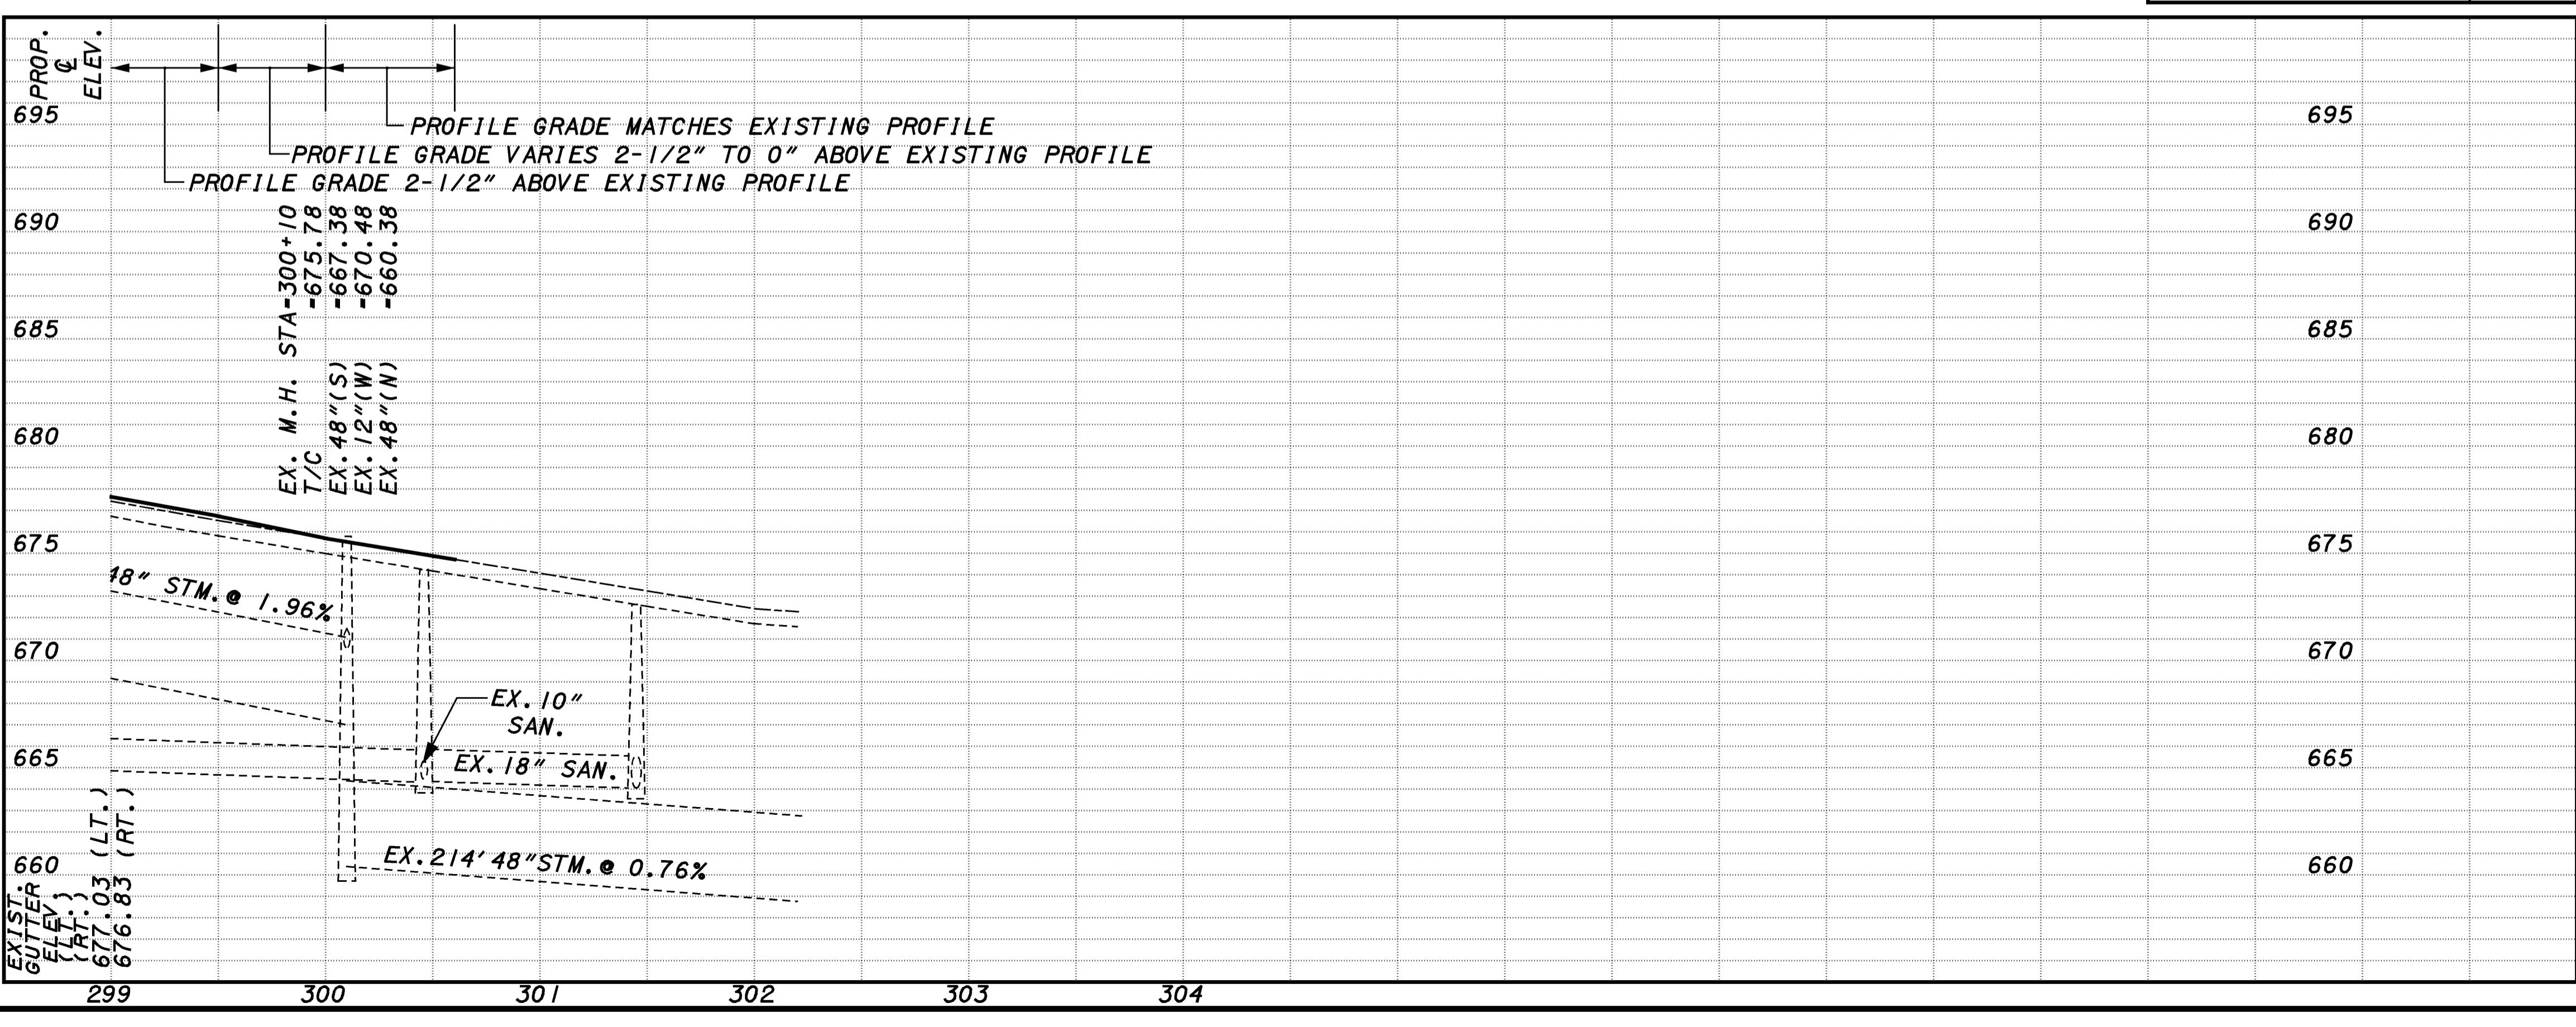 PROP.
℄
ELEV.
695 695
PROFILE GRADE MATCHES EXISTING PROFILE
PROFILE GRADE VARIES 2-1/2" TO 0" ABOVE EXISTING PROFILE
PROFILE GRADE 2-1/2" ABOVE EXISTING PROFILE
690 690
EX. M.H. STA=300+10
T/C =675.78
EX.48"(S) =667.38
EX.12"(W) =670.48
EX.48"(N) =660.38
685 685
680 680
675 675
48" STM.@ 1.96%
670 670
EX.10"
SAN.
665 665
EX.18" SAN.
660 660
EX.214'48"STM.@ 0.76%
EXIST.
GUTTER
ELEV.
(LT.)
(RT.)
677.03 (LT.)
676.83 (RT.)
299 300 301 302 303 304